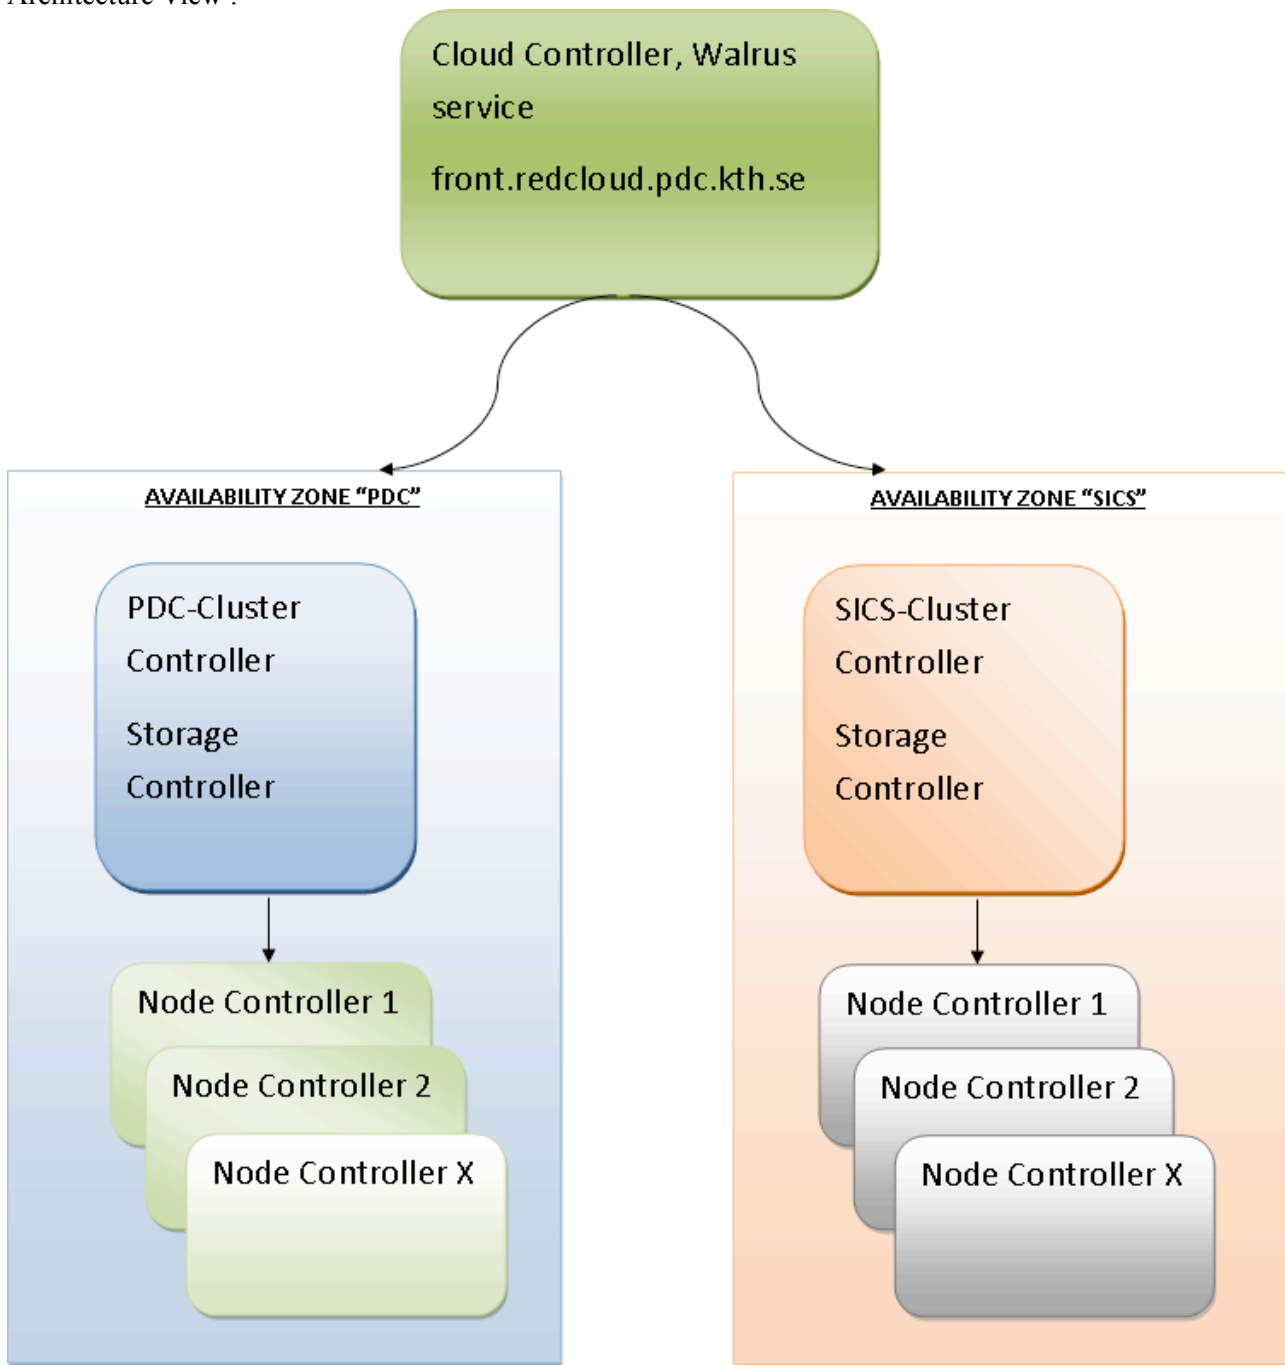 Architecture View :
Cloud Controller, Walrus
service
front.redcloud.pdc.kth.se
AVAILABILITY ZONE “PDC”
PDC-Cluster
Controller
Storage
Controller
Node Controller 1
Node Controller 2
Node Controller X
AVAILABILITY ZONE “SICS”
SICS-Cluster
Controller
Storage
Controller
Node Controller 1
Node Controller 2
Node Controller X